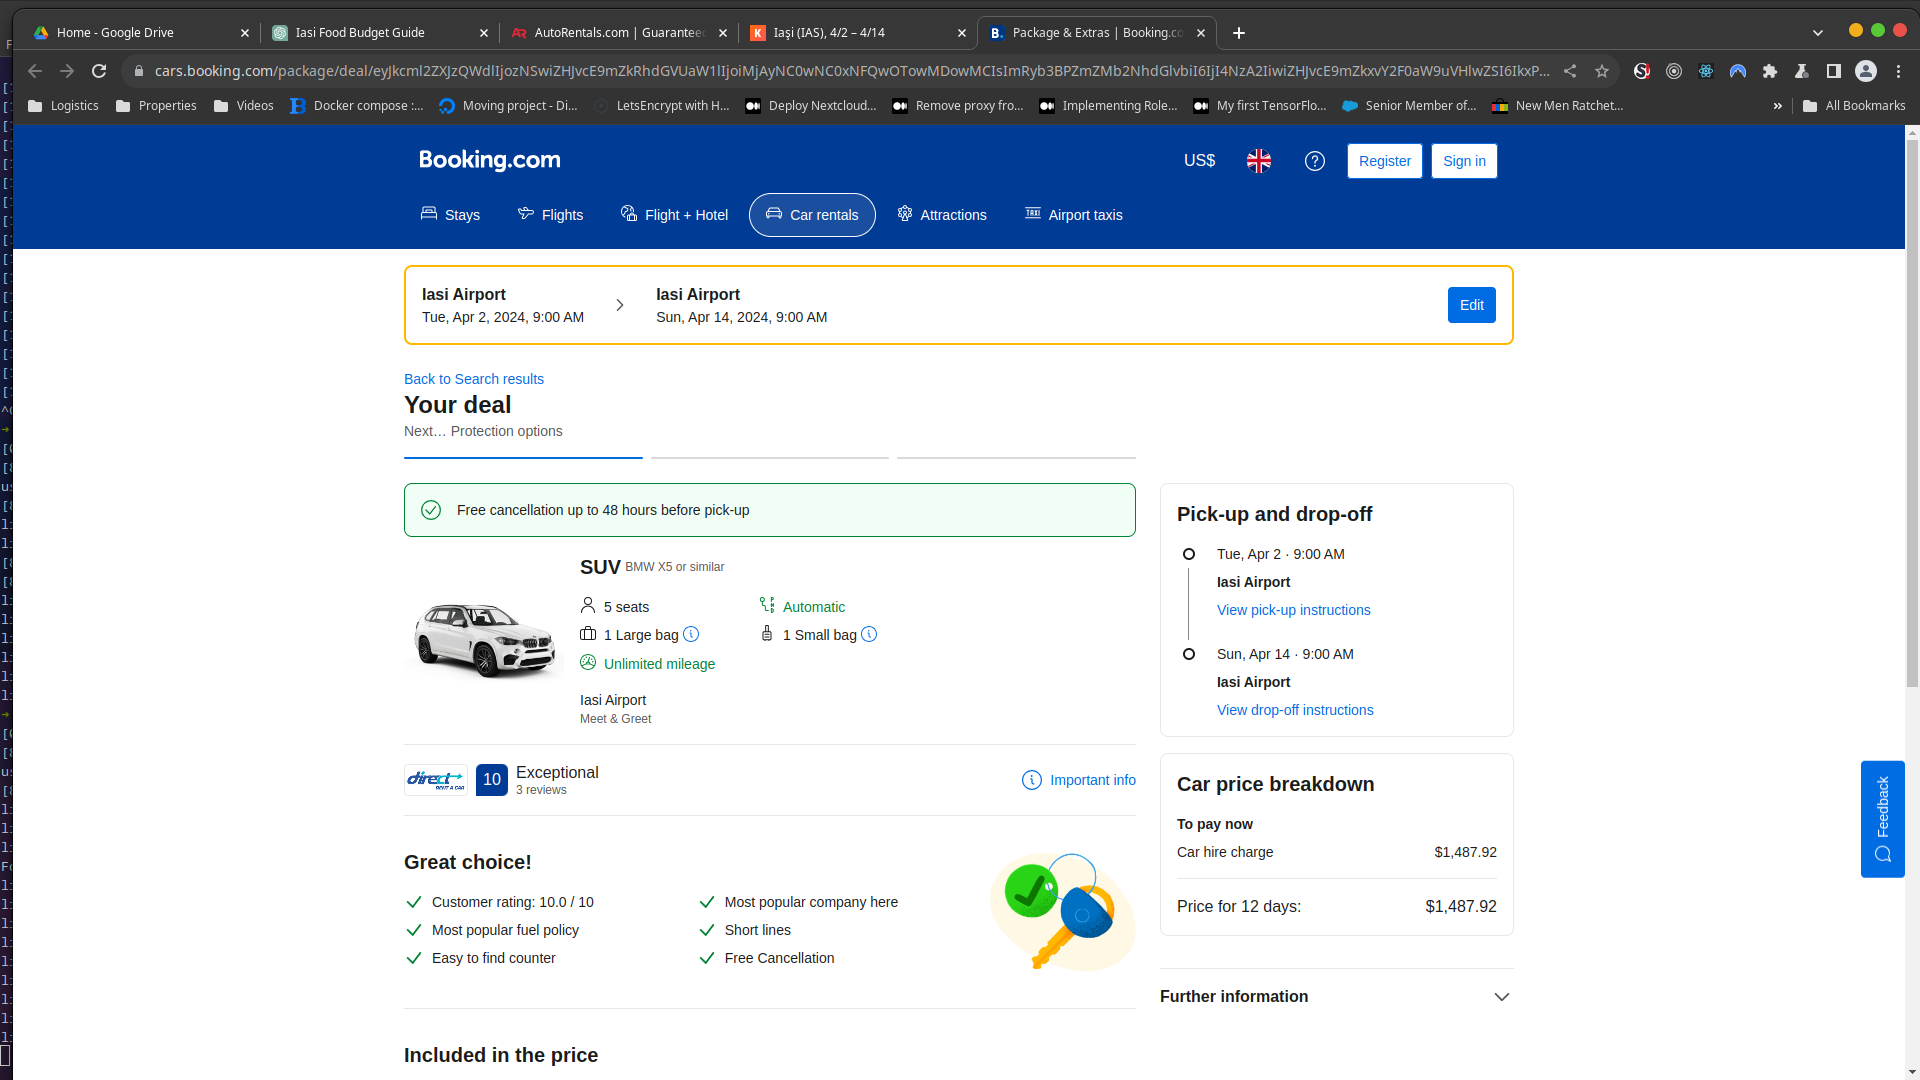 Home - Google Drive
Iasi Food Budget Guide
AutoRentals.com | Guarantee
Iași (IAS), 4/2 – 4/14
Package & Extras | Booking.co
cars.booking.com/package/deal/
Logistics
Properties
Videos
Docker compose :...
Moving project - Di...
LetsEncrypt with H...
Deploy Nextcloud...
Remove proxy fro...
Implementing Role...
My first TensorFlo...
Senior Member of...
New Men Ratchet...
»
All Bookmarks
Booking.com
US$
Register
Sign in
Stays
Flights
Flight + Hotel
Car rentals
Attractions
Airport taxis
Iasi Airport
Tue, Apr 2, 2024, 9:00 AM
Iasi Airport
Sun, Apr 14, 2024, 9:00 AM
Edit
Back to Search results
Your deal
Next… Protection options
Free cancellation up to 48 hours before pick-up
SUV BMW X5 or similar
5 seats
Automatic
1 Large bag
1 Small bag
Unlimited mileage
Iasi Airport
Meet & Greet
direct RENT A CAR
10
Exceptional
3 reviews
Important info
Great choice!
Customer rating: 10.0 / 10
Most popular company here
Most popular fuel policy
Short lines
Easy to find counter
Free Cancellation
Included in the price
Pick-up and drop-off
Tue, Apr 2 · 9:00 AM
Iasi Airport
View pick-up instructions
Sun, Apr 14 · 9:00 AM
Iasi Airport
View drop-off instructions
Car price breakdown
To pay now
Car hire charge
$1,487.92
Price for 12 days:
$1,487.92
Further information
Feedback